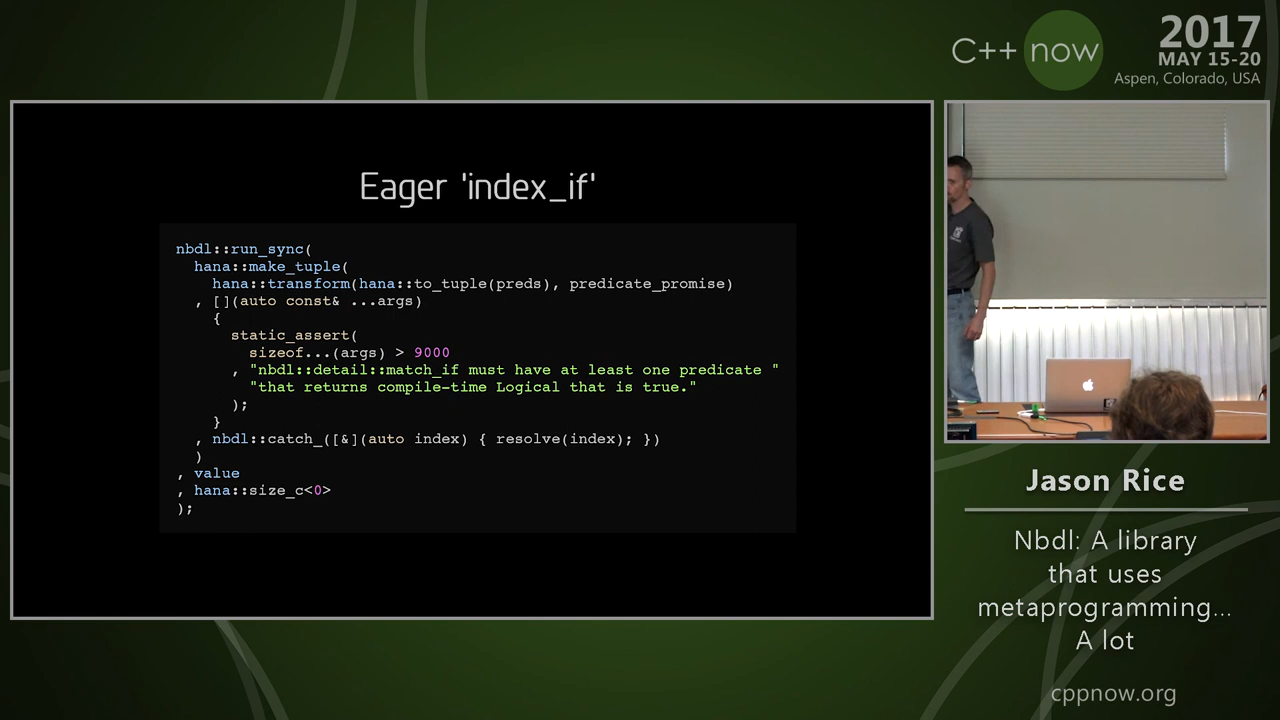 C++ now
2017
MAY 15-20
Aspen, Colorado, USA
Eager 'index_if'
nbdl::run_sync(
  hana::make_tuple(
    hana::transform(hana::to_tuple(preds), predicate_promise)
  , [](auto const& ...args)
    {
      static_assert(
        sizeof...(args) > 9000
      , "nbdl::detail::match_if must have at least one predicate "
        "that returns compile-time Logical that is true."
      );
    }
  , nbdl::catch_([&](auto index) { resolve(index); })
  )
, value
, hana::size_c<0>
);
Jason Rice
Nbdl: A library
that uses
metaprogramming...
A lot
cppnow.org